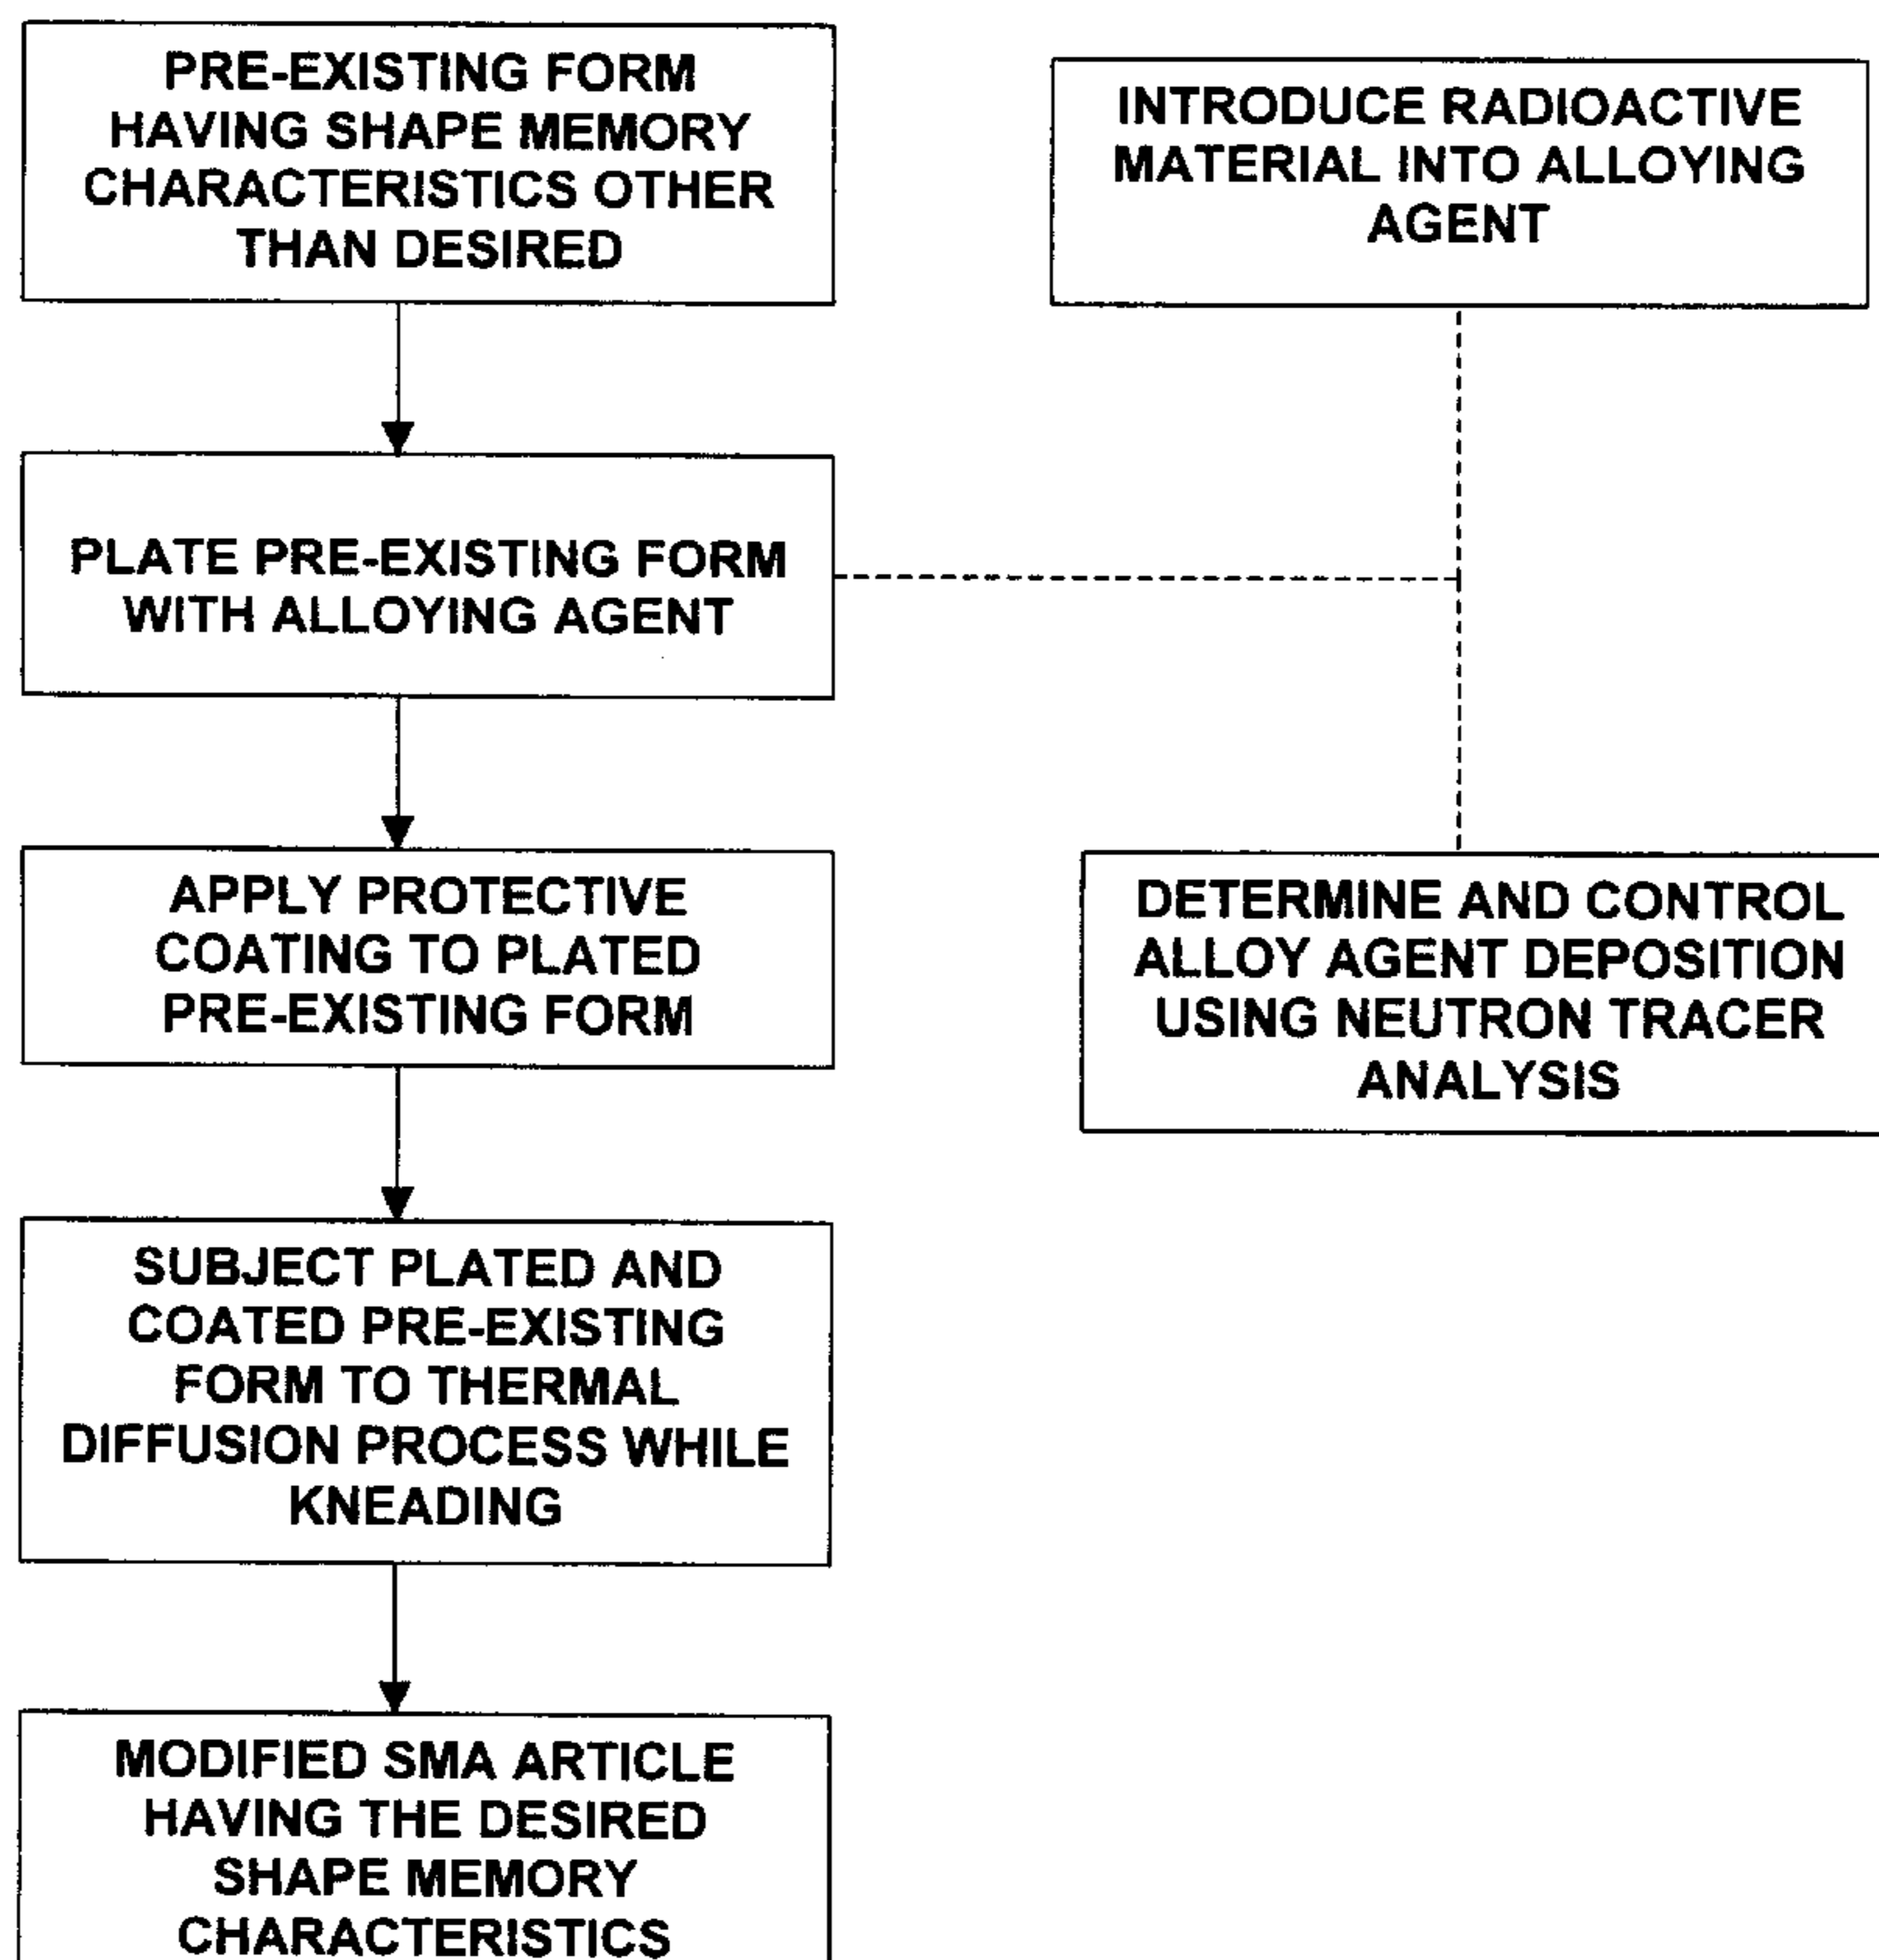 PRE-EXISTING FORM
HAVING SHAPE MEMORY
CHARACTERISTICS OTHER
THAN DESIRED
INTRODUCE RADIOACTIVE
MATERIAL INTO ALLOYING
AGENT
PLATE PRE-EXISTING FORM
WITH ALLOYING AGENT
APPLY PROTECTIVE
COATING TO PLATED
PRE-EXISTING FORM
DETERMINE AND CONTROL
ALLOY AGENT DEPOSITION
USING NEUTRON TRACER
ANALYSIS
SUBJECT PLATED AND
COATED PRE-EXISTING
FORM TO THERMAL
DIFFUSION PROCESS WHILE
KNEADING
MODIFIED SMA ARTICLE
HAVING THE DESIRED
SHAPE MEMORY
CHARACTERISTICS